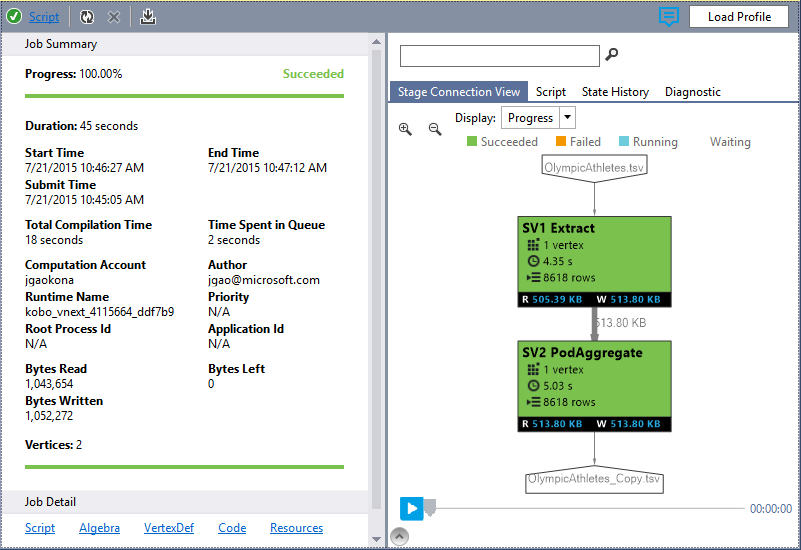 Script
Load Profile
Job Summary
Progress: 100.00% Succeeded
Duration: 45 seconds
Start Time End Time
7/21/2015 10:46:27 AM 7/21/2015 10:47:12 AM
Submit Time
7/21/2015 10:45:05 AM
Total Compilation Time Time Spent in Queue
18 seconds 2 seconds
Computation Account Author
jgaokona jgao@microsoft.com
Runtime Name Priority
kobo_vnext_4115664_ddf7b9 N/A
Root Process Id Application Id
N/A N/A
Bytes Read Bytes Left
1,043,654 0
Bytes Written
1,052,272
Vertices: 2
Job Detail
Script Algebra VertexDef Code Resources
Stage Connection View Script State History Diagnostic
Display: Progress
Succeeded Failed Running Waiting
OlympicAthletes.tsv
SV1 Extract
1 vertex
4.35 s
8618 rows
R 505.39 KB W 513.80 KB
513.80 KB
SV2 PodAggregate
1 vertex
5.03 s
8618 rows
R 513.80 KB W 513.80 KB
OlympicAthletes_Copy.tsv
00:00:00